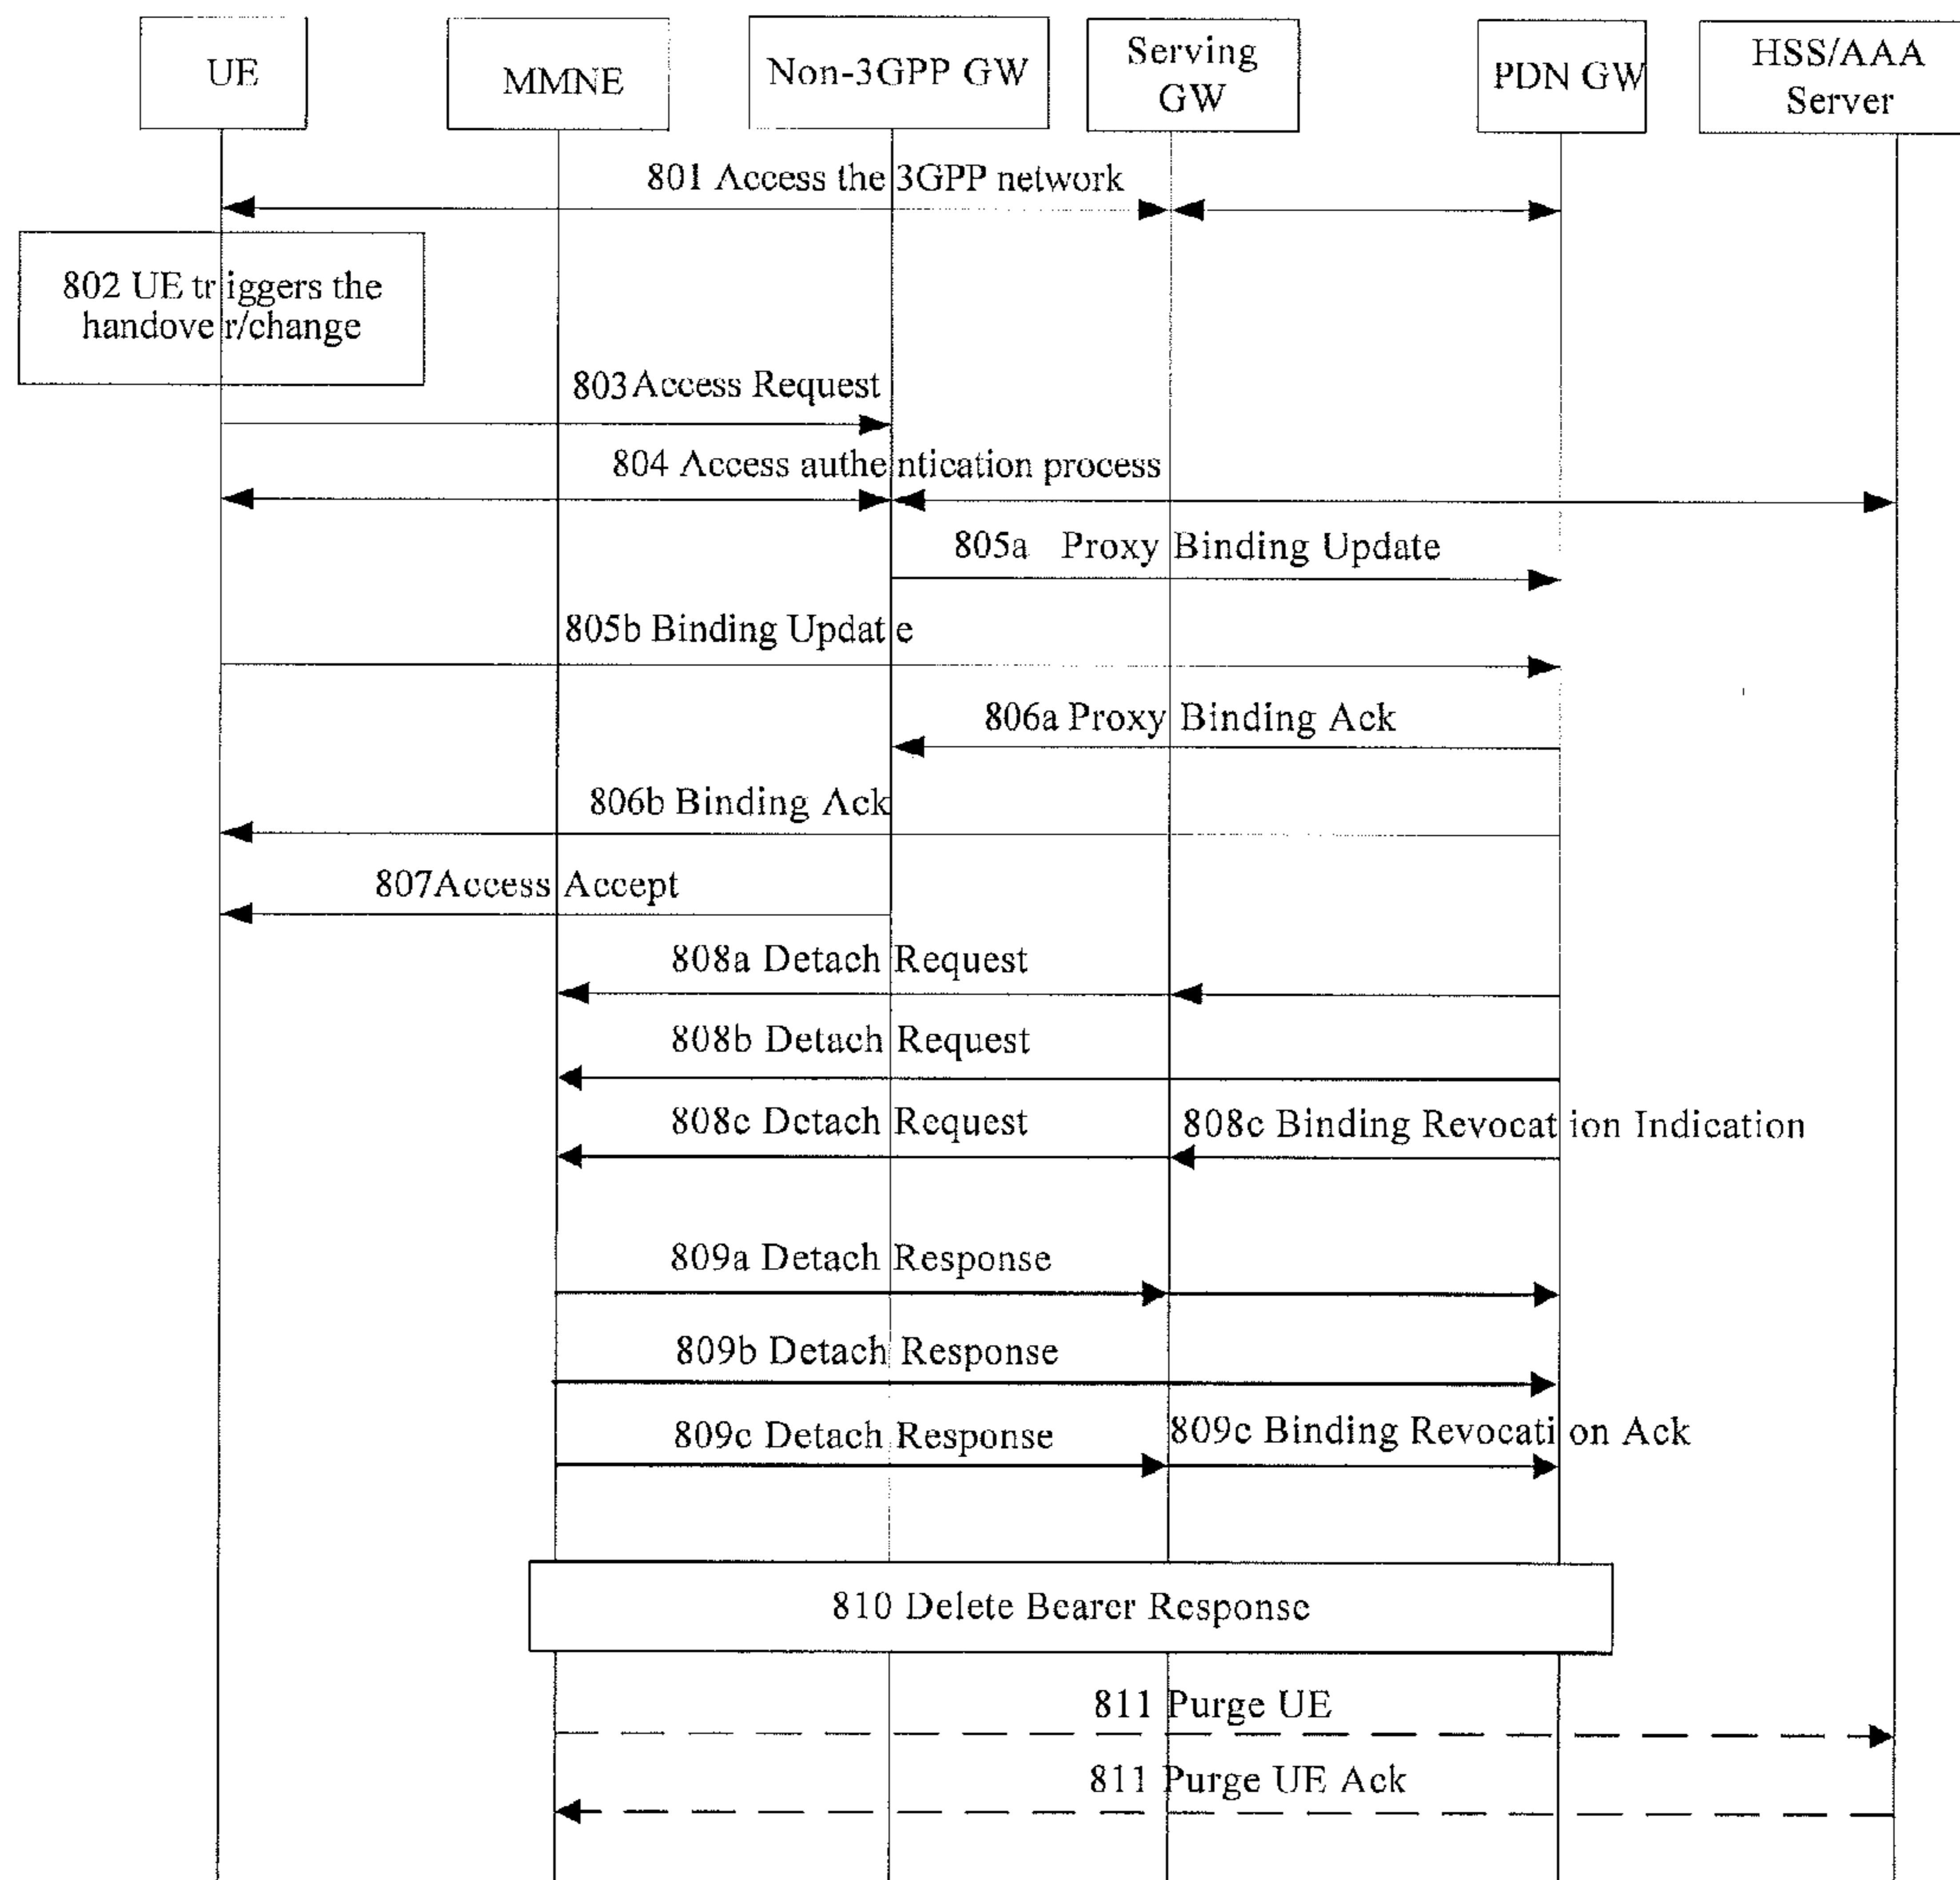 UE
MMNE
Non-3GPP GW
Serving
GW
PDN GW
HSS/AAA
Server
801 Access the 3GPP network
802 UE triggers the
handover/change
803Access Request
804 Access authentication process
805a Proxy Binding Update
805b Binding Update
806a Proxy Binding Ack
806b Binding Ack
807Access Accept
808a Detach Request
808b Detach Request
808c Detach Request
808c Binding Revocation Indication
809a Detach Response
809b Detach Response
809c Detach Response
809c Binding Revocation Ack
810 Delete Bearer Response
811 Purge UE
811 Purge UE Ack